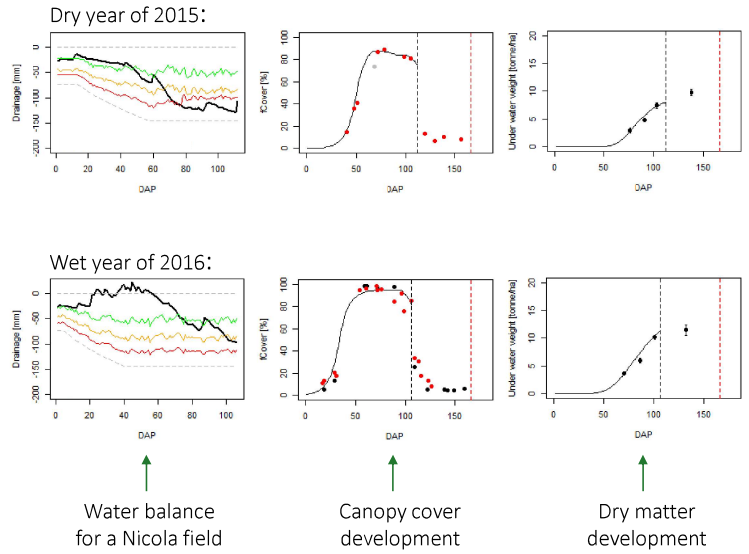 Dry year of 2015:
Drainage [mm]
0
-50
-100
-150
-200
0 20 40 60 80 100
DAP
fCover [%]
100
80
60
40
20
0
0 50 100 150
DAP
Under water weight [tonne/ha]
20
15
10
5
0
0 50 100 150
DAP
Wet year of 2016:
Drainage [mm]
0
-50
-100
-150
-200
0 20 40 60 80 100
DAP
fCover [%]
100
80
60
40
20
0
0 50 100 150
DAP
Under water weight [tonne/ha]
20
15
10
5
0
0 50 100 150
DAP
Water balance
for a Nicola field
Canopy cover
development
Dry matter
development